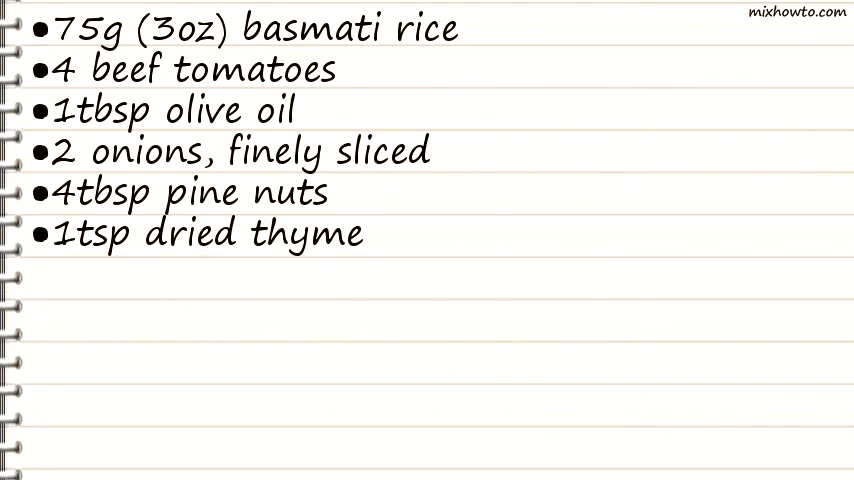 mixhowto.com
•75g (3oz) basmati rice
•4 beef tomatoes
•1tbsp olive oil
•2 onions, finely sliced
•4tbsp pine nuts
•1tsp dried thyme